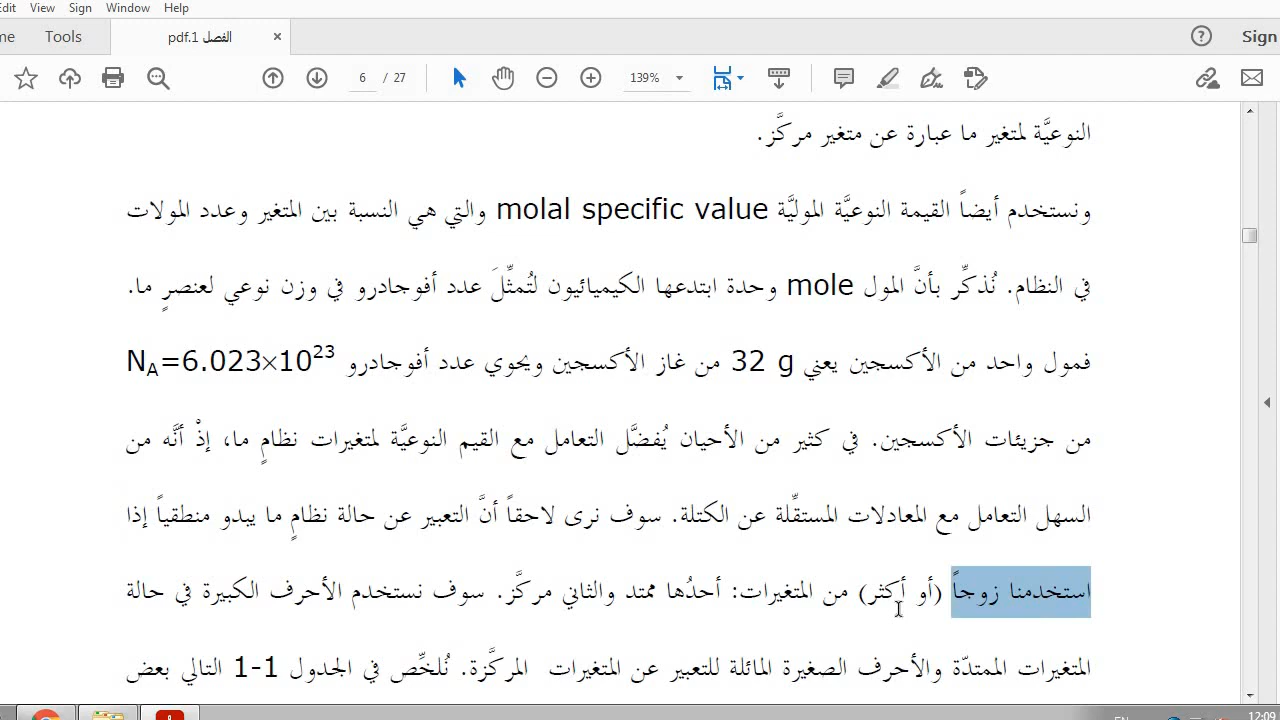 Edit View Sign Window Help
me Tools الفصل 1.pdf × ? Sign
6 / 27 139%
النوعيَّة لمتغير ما عبارة عن متغير مركَّز.
ونستخدم أيضاً القيمة النوعيَّة الموليَّة molal specific value والتي هي النسبة بين المتغير وعدد المولات
في النظام. نُذكِّر بأنَّ المول mole وحدة ابتدعها الكيميائيون لتُمثِّلَ عدد أفوجادرو في وزن نوعي لعنصرٍ ما.
فمول واحد من الأكسجين يعني 32 g من غاز الأكسجين ويحوي عدد أفوجادرو N_A=6.023×10^23
من جزيئات الأكسجين. في كثير من الأحيان يُفضَّل التعامل مع القيم النوعيَّة لمتغيرات نظامٍ ما، إذْ أنَّه من
السهل التعامل مع المعادلات المستقِّلة عن الكتلة. سوف نرى لاحقاً أنَّ التعبير عن حالة نظامٍ ما يبدو منطقياً إذا
استخدمنا زوجاً (أو أكثر) من المتغيرات: أحدُها ممتد والثاني مركَّز. سوف نستخدم الأحرف الكبيرة في حالة
المتغيرات الممتدّة والأحرف الصغيرة المائلة للتعبير عن المتغيرات المركَّزة. نُلخِّص في الجدول 1-1 التالي بعض
EN 12:09